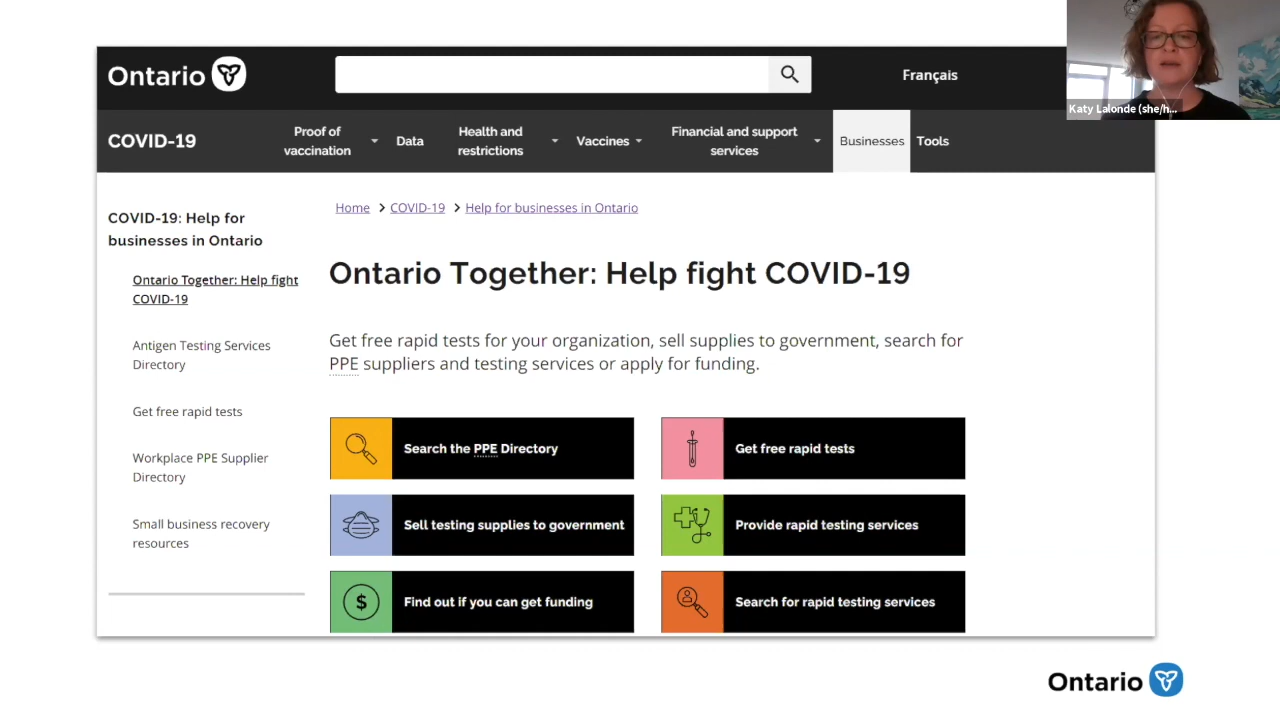 Ontario
Français
Katy Lalonde (she/h...
COVID-19
Proof of
vaccination
Data
Health and
restrictions
Vaccines
Financial and support
services
Businesses
Tools
COVID-19: Help for
businesses in Ontario
Ontario Together: Help fight
COVID-19
Antigen Testing Services
Directory
Get free rapid tests
Workplace PPE Supplier
Directory
Small business recovery
resources
Home > COVID-19 > Help for businesses in Ontario
Ontario Together: Help fight COVID-19
Get free rapid tests for your organization, sell supplies to government, search for
PPE suppliers and testing services or apply for funding.
Search the PPE Directory
Get free rapid tests
Sell testing supplies to government
Provide rapid testing services
$
Find out if you can get funding
Search for rapid testing services
Ontario